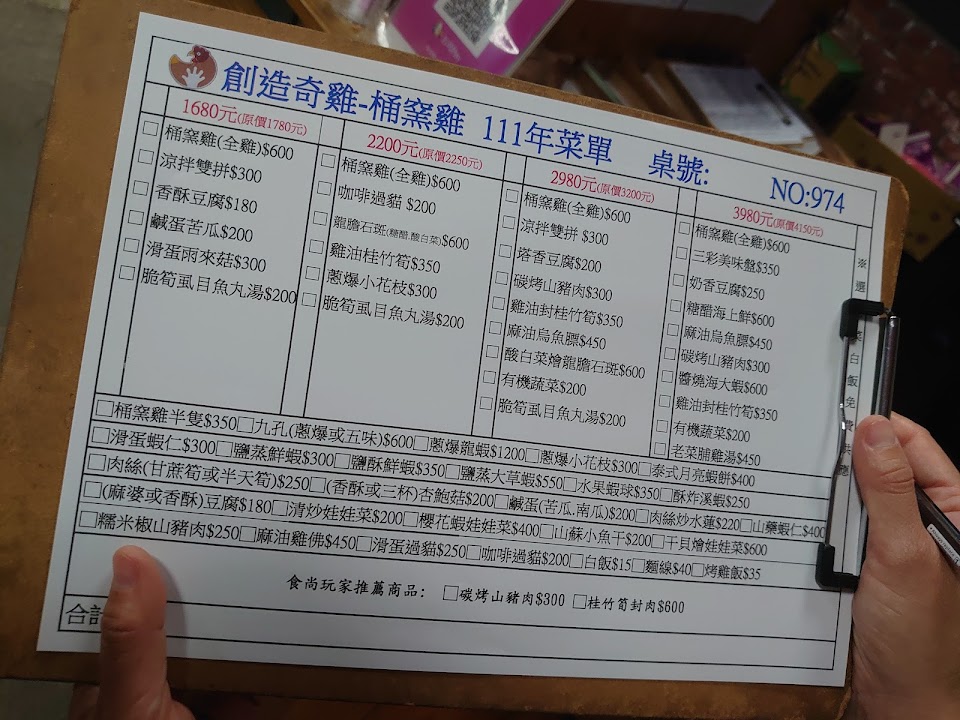 創造奇雞-桶窯雞 111年菜單 桌號: NO:974
1680元(原價1780元)
□桶窯雞(全雞)$600
□涼拌雙拼$300
□香酥豆腐$180
□鹹蛋苦瓜$200
□滑蛋雨來菇$300
□脆筍虱目魚丸湯$200
2200元(原價2250元)
□桶窯雞(全雞)$600
□咖啡過貓 $200
□龍膽石斑(糖醋.酸白菜)$600
□雞油桂竹筍$350
□蔥爆小花枝$300
□脆筍虱目魚丸湯$200
2980元(原價3200元)
□桶窯雞(全雞)$600
□涼拌雙拼 $300
□塔香豆腐$200
□碳烤山豬肉$300
□雞油封桂竹筍$350
□麻油烏魚膘$450
□酸白菜燴龍膽石斑$600
□有機蔬菜$200
□脆筍虱目魚丸湯$200
3980元(原價4150元)
□桶窯雞(全雞)$600
□三彩美味盤$350
□奶香豆腐$250
□糖醋海上鮮$600
□麻油烏魚膘$450
□碳烤山豬肉$300
□醬燒海大蝦$600
□雞油封桂竹筍$350
□有機蔬菜$200
□老菜脯雞湯$450
※選菜白飯免費供應
□桶窯雞半隻$350□九孔(蔥爆或五味)$600□蔥爆龍蝦$1200□蔥爆小花枝$300□泰式月亮蝦餅$400
□滑蛋蝦仁$300□鹽蒸鮮蝦$300□鹽酥鮮蝦$350□鹽蒸大草蝦$550□水果蝦球$350□酥炸溪蝦$250
□肉絲(甘蔗筍或半天筍)$250□(香酥或三杯)杏鮑菇$200□鹹蛋(苦瓜.南瓜)$200□肉絲炒水蓮$220□山藥蝦仁$400
□(麻婆或香酥)豆腐$180□清炒娃娃菜$200□櫻花蝦娃娃菜$400□山蘇小魚干$200□干貝燴娃娃菜$600
□糯米椒山豬肉$250□麻油雞佛$450□滑蛋過貓$250□咖啡過貓$200□白飯$15□麵線$40□烤雞飯$35
食尚玩家推薦商品: □碳烤山豬肉$300 □桂竹筍封肉$600
合計